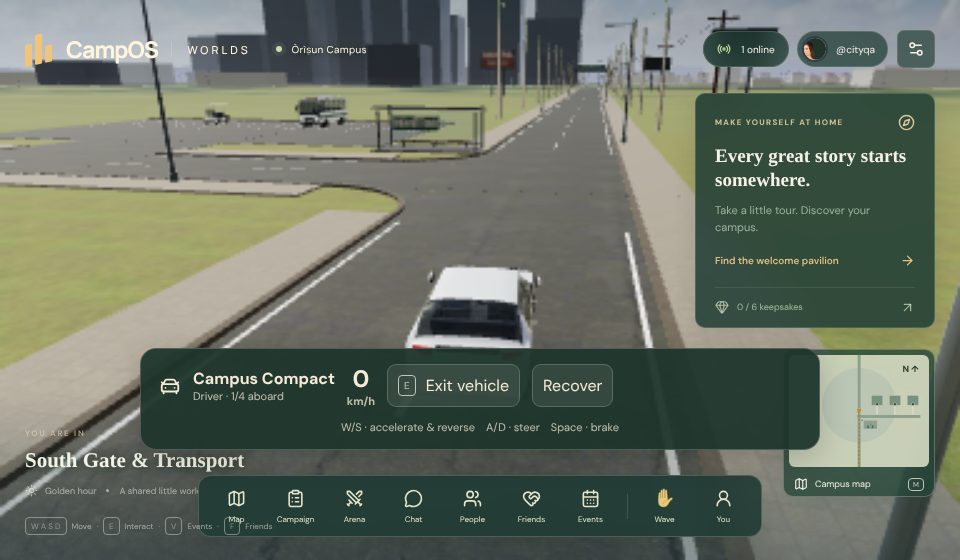 CampOS
WORLDS
Òrìsun Campus
1 online
@cityqa
MAKE YOURSELF AT HOME
Every great story starts
somewhere.
Take a little tour. Discover your
campus.
Find the welcome pavilion
0 / 6 keepsakes
N
Campus map
M
Campus Compact
Driver · 1/4 aboard
0
km/h
E Exit vehicle
Recover
W/S · accelerate & reverse A/D · steer Space · brake
YOU ARE IN
South Gate & Transport
Golden hour • A shared little
WASD Move · E Interact · V Events · F Friends
Map
Campaign
Arena
Chat
People
Friends
Events
Wave
You